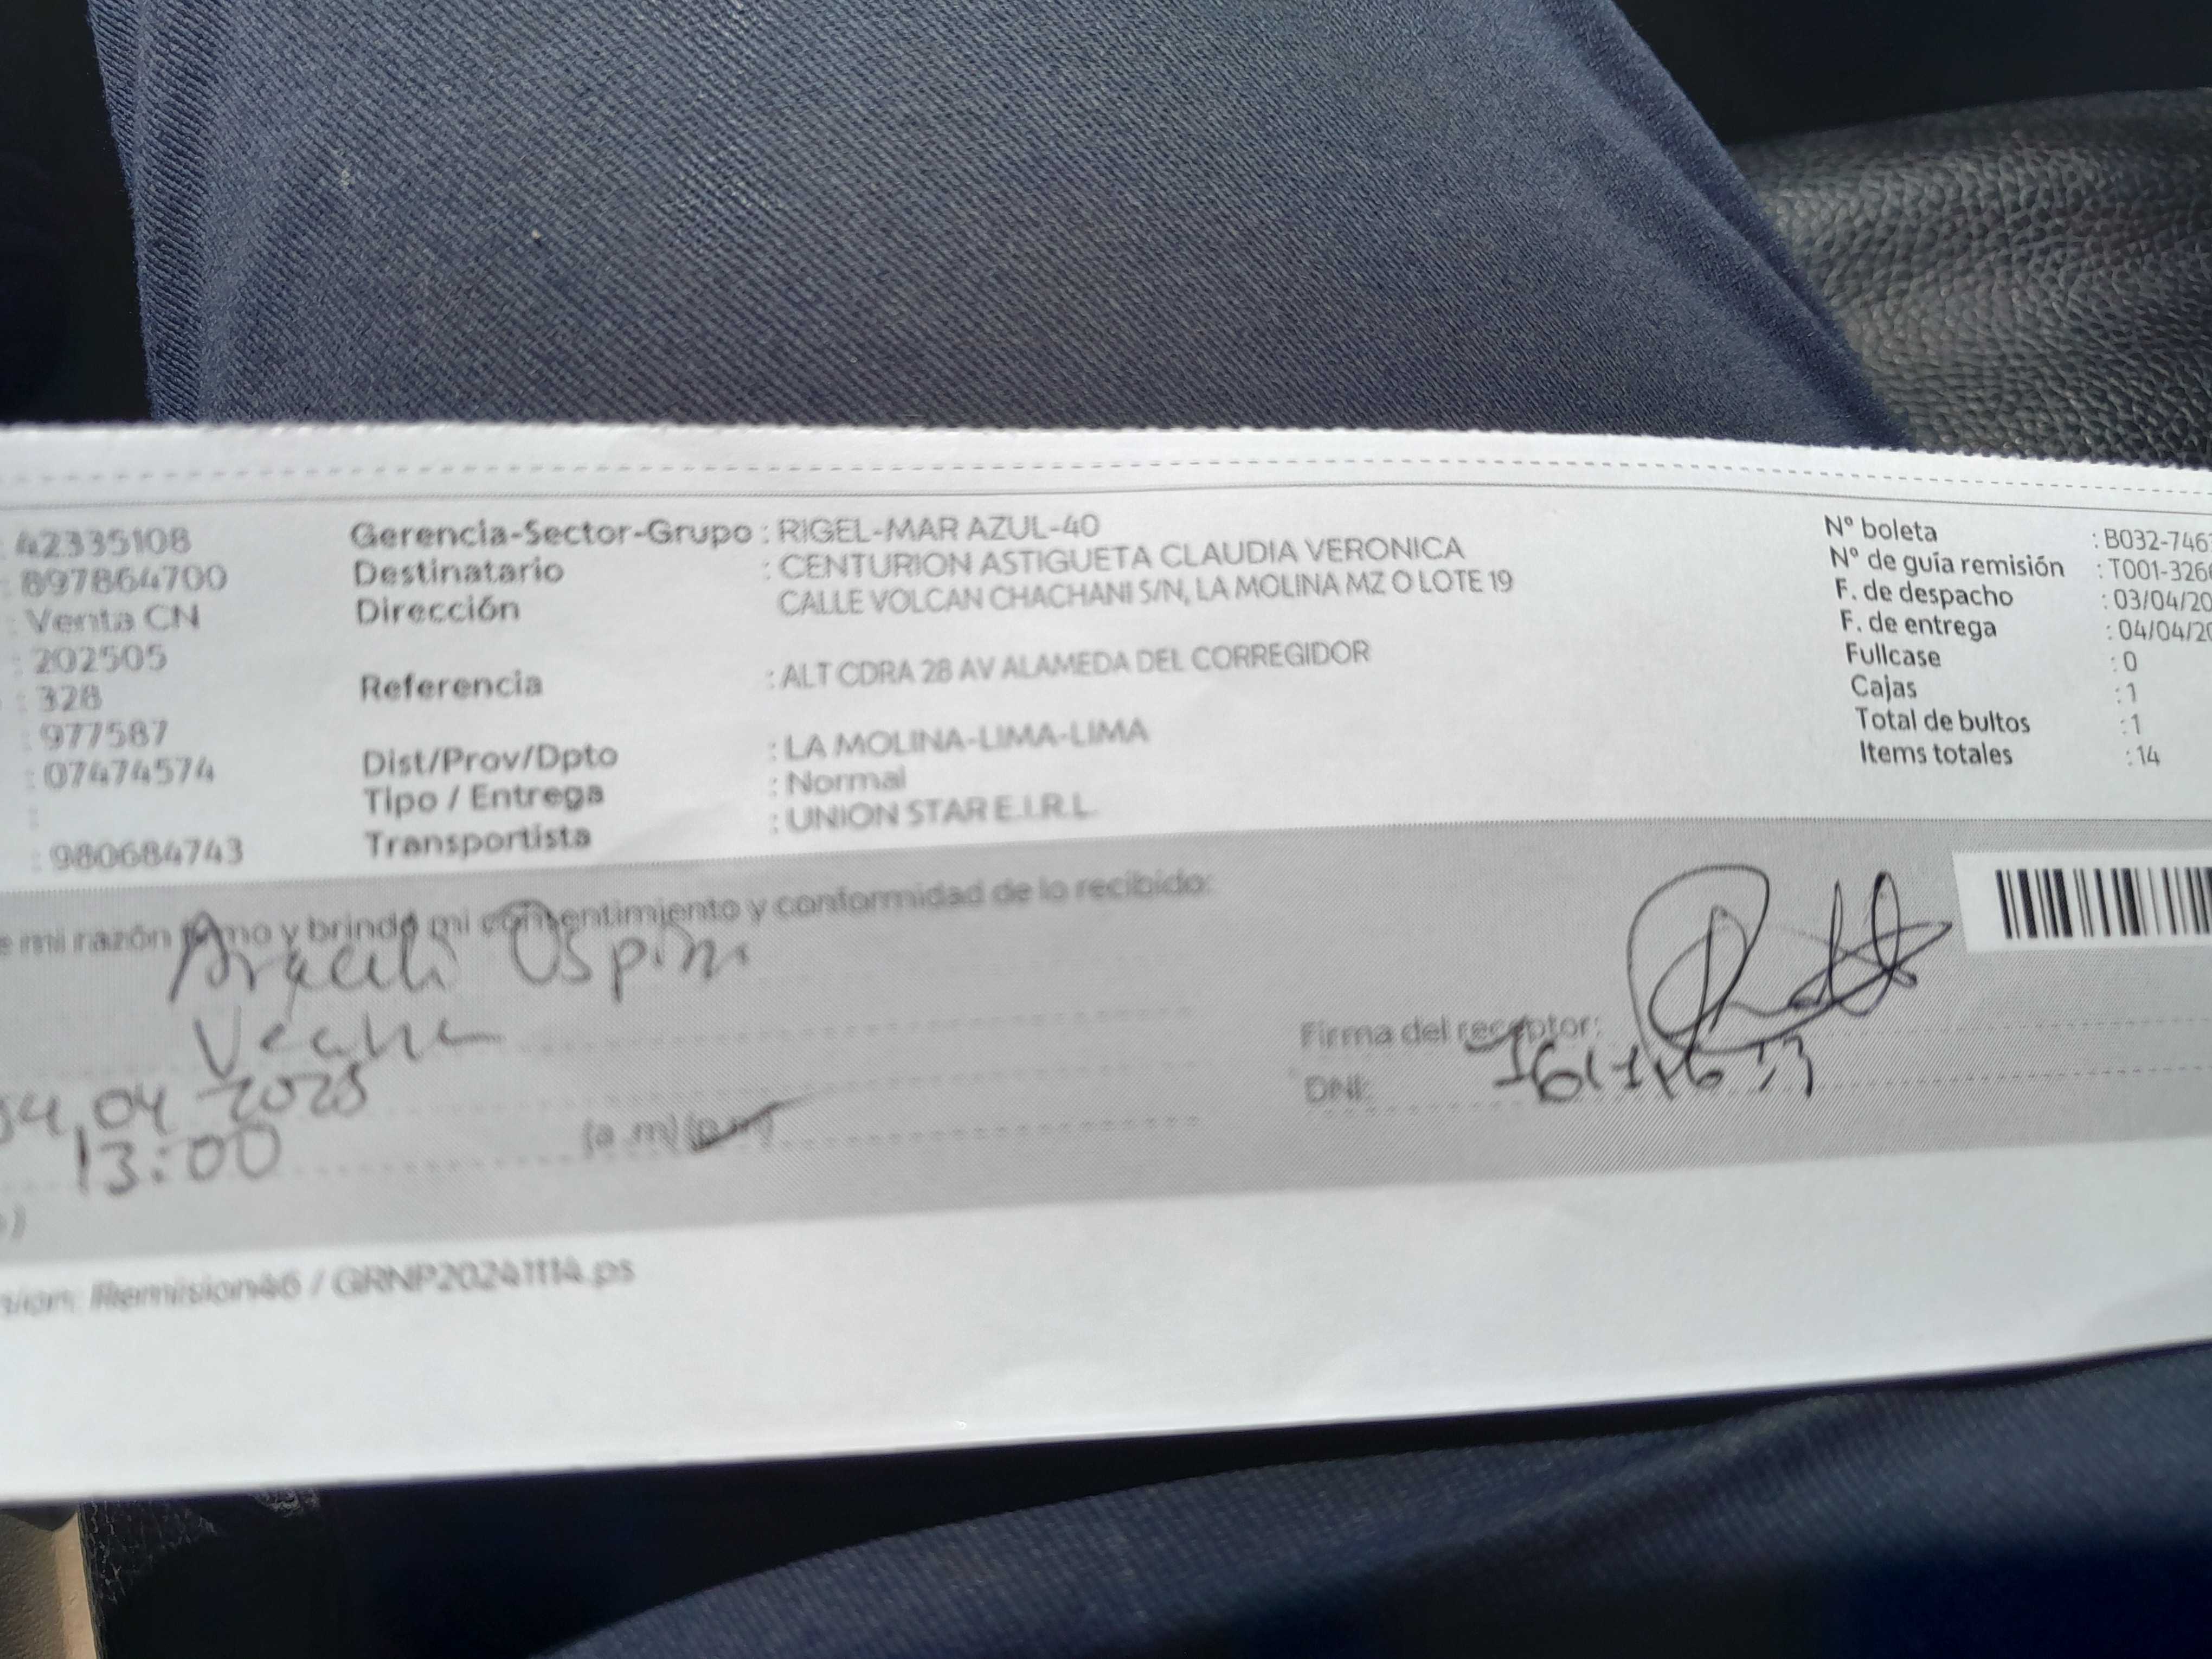 42335108
: 897864700
: Venta CN
: 202505
: 328
: 977587
: 07474574
:
: 980684743
Gerencia-Sector-Grupo : RIGEL-MAR AZUL-40
Destinatario : CENTURION ASTIGUETA CLAUDIA VERONICA
Dirección CALLE VOLCAN CHACHANI S/N, LA MOLINA MZ O LOTE 19
Referencia : ALT CDRA 28 AV ALAMEDA DEL CORREGIDOR
Dist/Prov/Dpto : LA MOLINA-LIMA-LIMA
Tipo / Entrega : Normal
Transportista : UNION STAR E.I.R.L.
N° boleta : B032-746
N° de guía remisión : T001-326
F. de despacho : 03/04/20
F. de entrega : 04/04/20
Fullcase : 0
Cajas : 1
Total de bultos : 1
Items totales : 14
e mi razón y brindo mi consentimiento y conformidad de lo recibido:
Araceli Ospin
04,04 2025
13:00
(a.m) (p.m)
Firma del receptor:
DNI:
Remision46 / GRNP20241114.ps